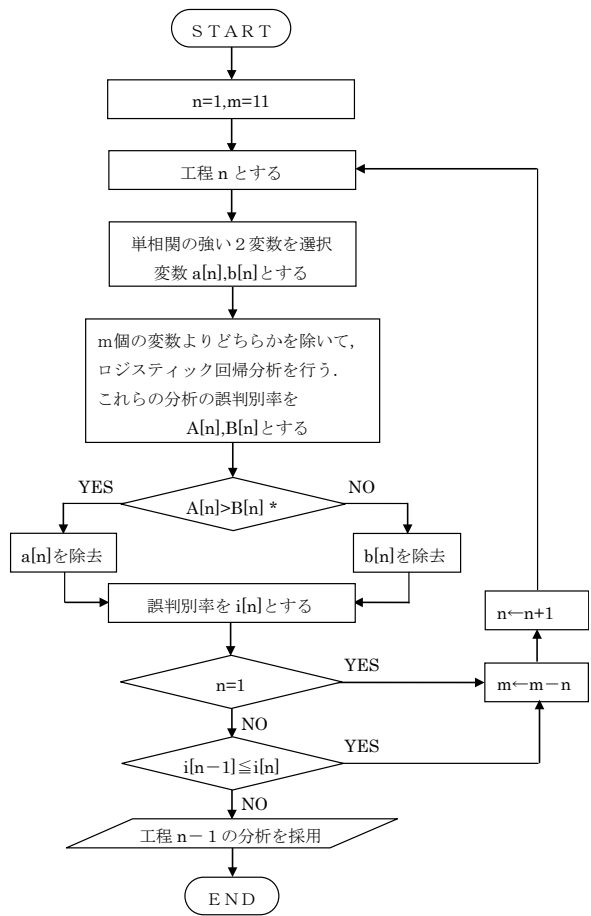 ＳＴＡＲＴ
n=1,m=11
工程 n とする
単相関の強い２変数を選択
変数 a[n],b[n]とする
ｍ個の変数よりどちらかを除いて，
ロジスティック回帰分析を行う．
これらの分析の誤判別率を
A[n],B[n]とする
YES
A[n]>B[n] *
NO
a[n]を除去
b[n]を除去
誤判別率を i[n]とする
n←n+1
n=1
YES
m←m－n
NO
i[n－1]≦i[n]
YES
NO
工程 n－１の分析を採用
ＥＮＤ